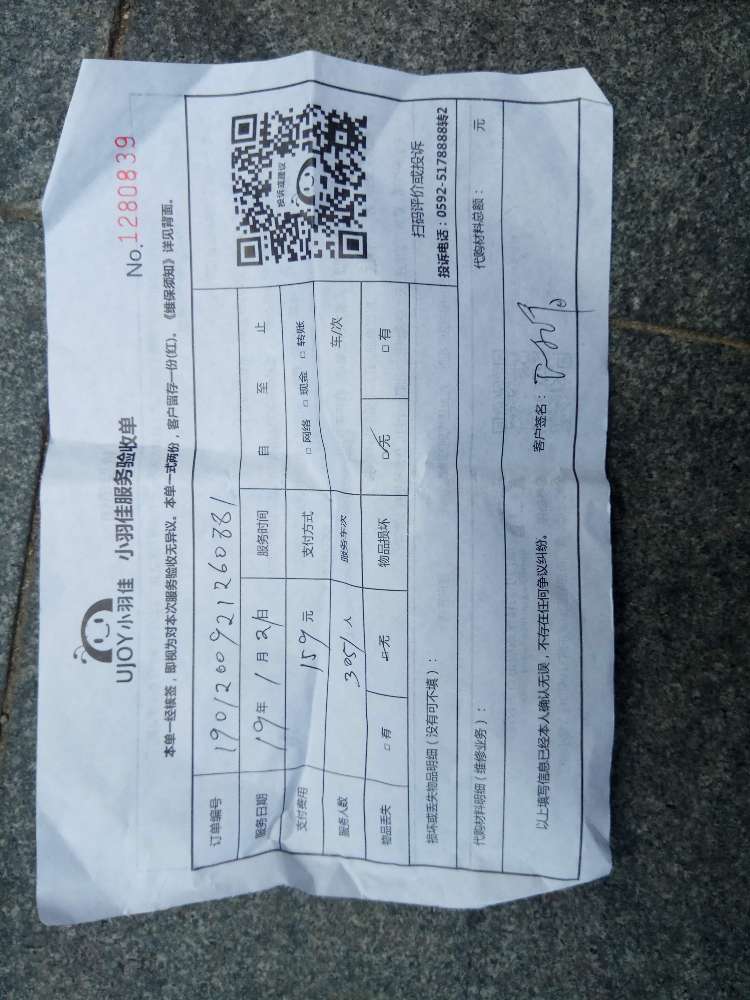 UJOY小羽佳 小羽佳服务验收单
No.1280839
本单一经核签，即视为对本次服务验收无异议。本单一式两份，客户留存一份(红)。《维保须知》详见背面。
订单编号 1901200921260381
服务日期 19年 1月 21日 服务时间 自 至 止
支付费用 159元 支付方式 □ 网络 □ 现金 □ 转账
服务人数 人 服务车次 车/次
物品丢失 □ 有 无 物品损坏 无 □ 有
投诉或建议
扫码评价或投诉
投诉电话：0592-5178888转2
损坏或丢失物品明细（没有可不填）：
代购材料明细（维修业务）： 代购材料总额： 元
以上填写信息已经本人确认无误，不存在任何争议纠纷。 客户签名：